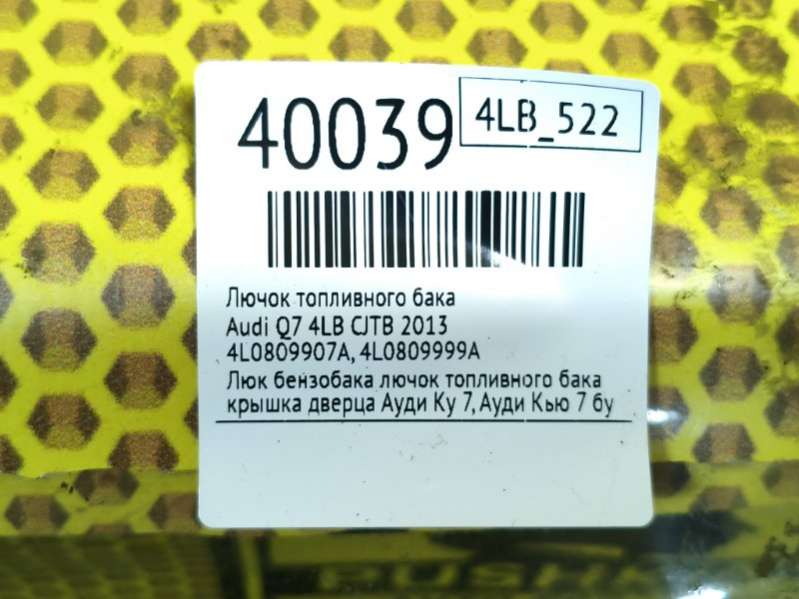 40039
4LB_522
Лючок топливного бака
Audi Q7 4LB CJTB 2013
4L0809907A, 4L0809999A
Люк бензобака лючок топливного бака
крышка дверца Ауди Ку 7, Ауди Кью 7 бу